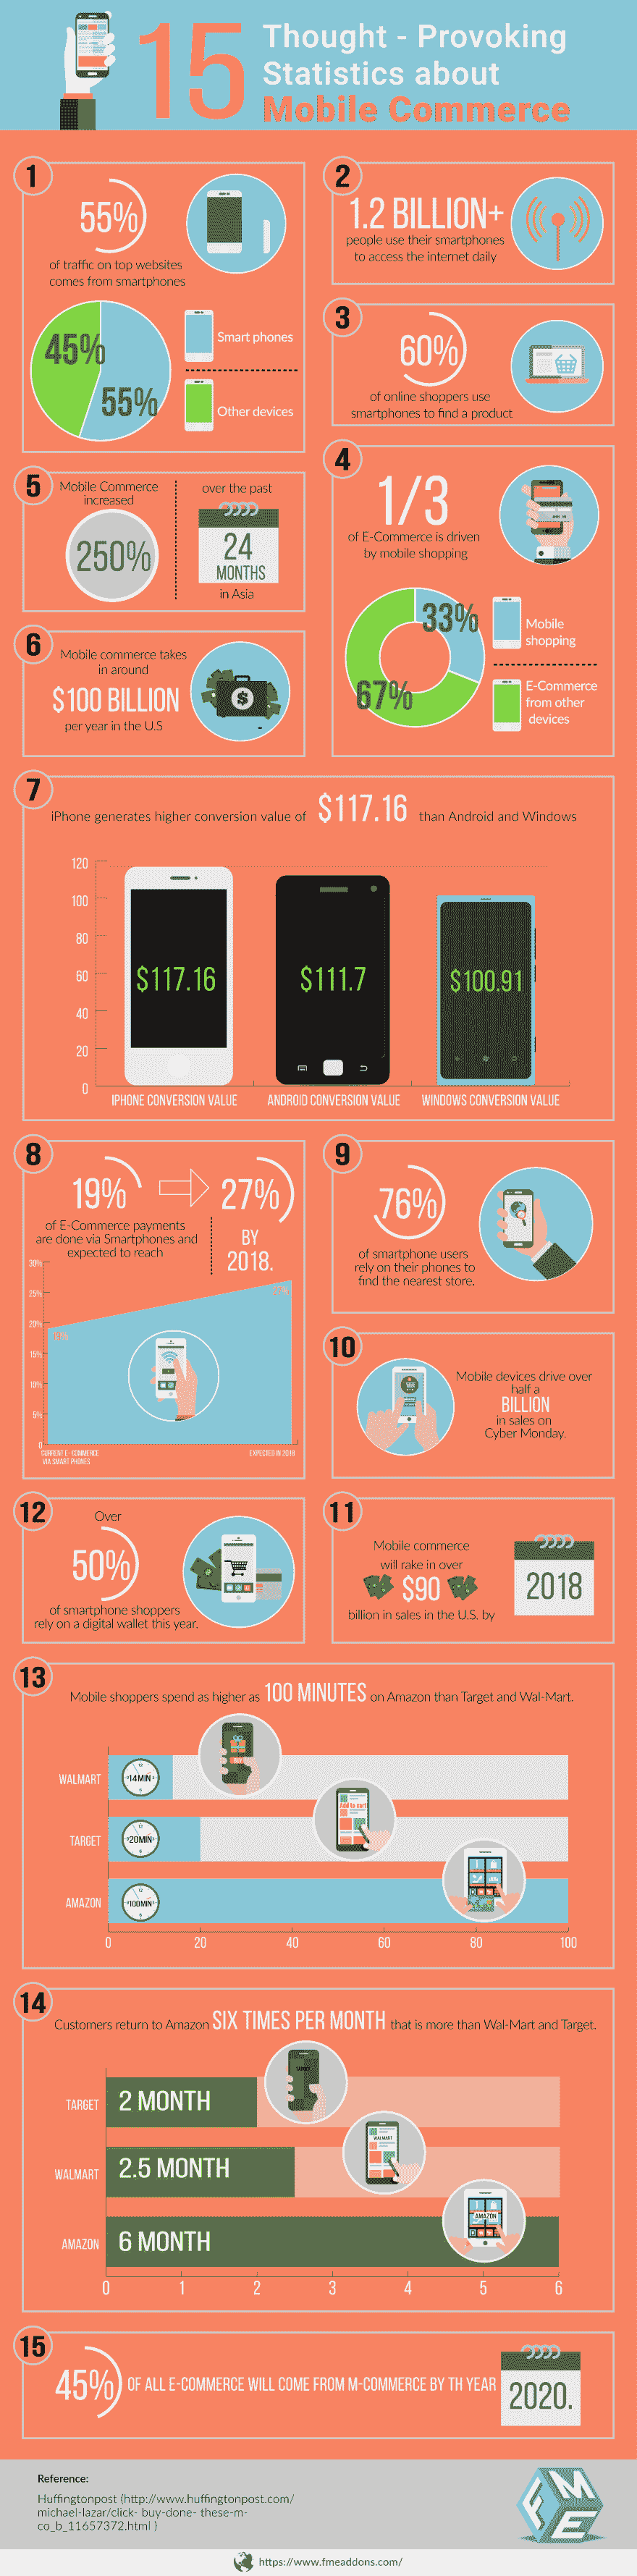 15
Thought - Provoking
Statistics about
Mobile Commerce
1
55%
of traffic on top websites
comes from smartphones
45%
55%
Smart phones
Other devices
2
1.2 BILLION+
people use their smartphones
to access the internet daily
3
60%
of online shoppers use
smartphones to find a product
4
1/3
of E-Commerce is driven
by mobile shopping
33%
67%
Mobile
shopping
E-Commerce
from other
devices
5
Mobile Commerce
increased
250%
over the past
24
MONTHS
in Asia
6
Mobile commerce takes
in around
$100 BILLION
per year in the U.S
$
7
iPhone generates higher conversion value of $117.16 than Android and Windows
120
100
80
60
40
20
0
$117.16
$111.7
$100.91
IPHONE CONVERSION VALUE
ANDROID CONVERSION VALUE
WINDOWS CONVERSION VALUE
8
19%
27%
of E-Commerce payments
are done via Smartphones and
expected to reach
BY
2018.
30%
25%
20%
15%
10%
5%
0
19%
27%
CURRENT E- COMMERCE
VIA SMART PHONES
EXPECTED IN 2018
9
76%
of smartphone users
rely on their phones to
find the nearest store.
10
Mobile devices drive over
half a
BILLION
in sales on
Cyber Monday.
12
Over
50%
of smartphone shoppers
rely on a digital wallet this year.
11
Mobile commerce
will rake in over
$90
billion in sales in the U.S. by
2018
13
Mobile shoppers spend as higher as 100 MINUTES on Amazon than Target and Wal-Mart.
WALMART
14MIN
TARGET
20MIN
Add to cart
AMAZON
100MIN
0 20 40 60 80 100
14
Customers return to Amazon SIX TIMES PER MONTH that is more than Wal-Mart and Target.
TARGET
2 MONTH
WALMART
2.5 MONTH
WALMART
AMAZON
6 MONTH
AMAZON
0 1 2 3 4 5 6
15
45%
OF ALL E-COMMERCE WILL COME FROM M-COMMERCE BY TH YEAR
2020.
Reference:
Huffingtonpost (http://www.huffingtonpost.com/
michael-lazar/click- buy-done- these-m-
co_b_11657372.html )
FME
https://www.fmeaddons.com/